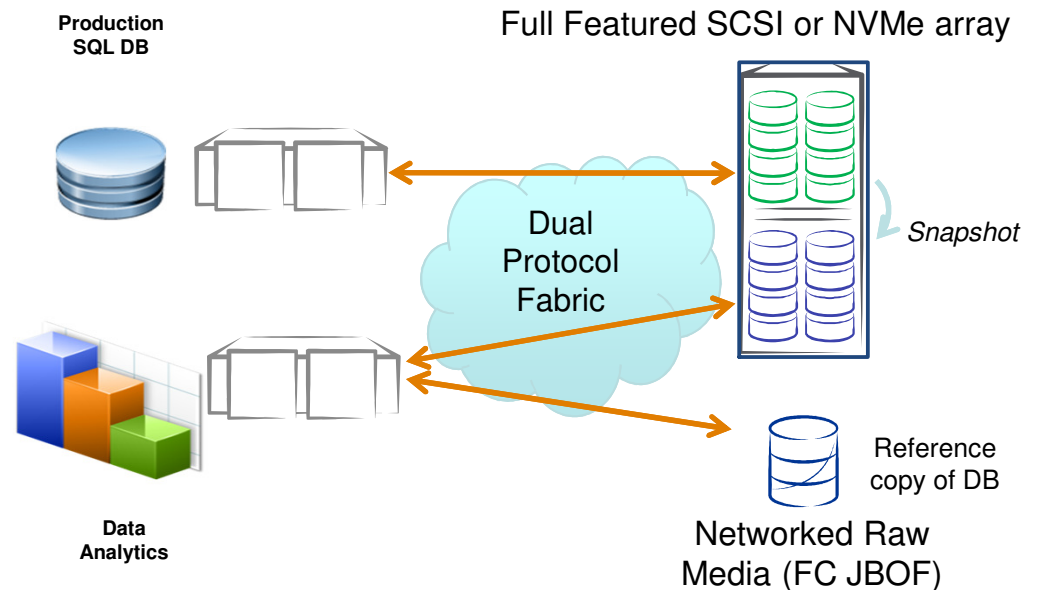 Production
SQL DB
Full Featured SCSI or NVMe array
Dual
Protocol
Fabric
Snapshot
Reference
copy of DB
Data
Analytics
Networked Raw
Media (FC JBOF)